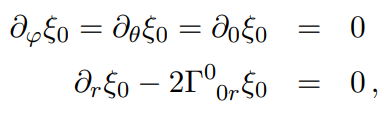 ∂_φ ξ_0 = ∂_θ ξ_0 = ∂_0 ξ_0 = 0
∂_r ξ_0 − 2Γ^0_{0r} ξ_0 = 0 ,